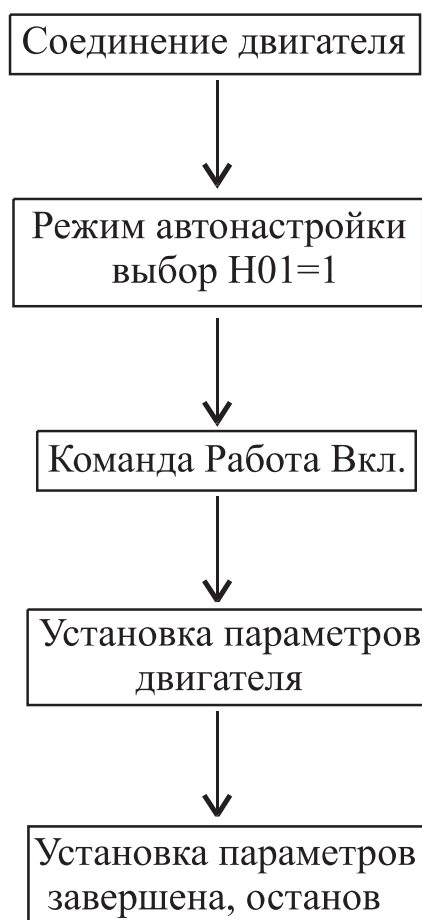 Соединение двигателя
Режим автонастройки
выбор H01=1
Команда Работа Вкл.
Установка параметров
двигателя
Установка параметров
завершена, останов